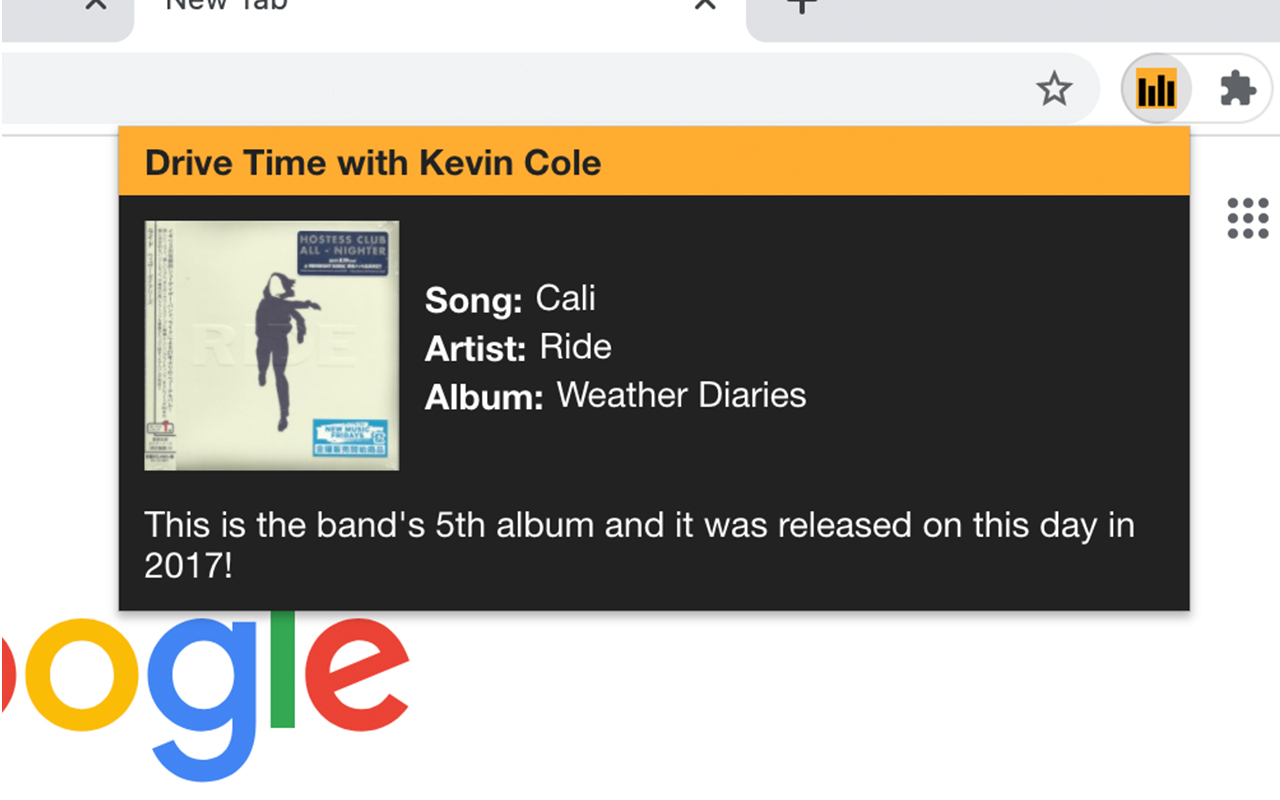 New Tab
Drive Time with Kevin Cole
HOSTESS CLUB
ALL - NIGHTER
RIDE
NEW MUSIC
FRIDAYS
Song: Cali
Artist: Ride
Album: Weather Diaries
This is the band's 5th album and it was released on this day in
2017!
ogle